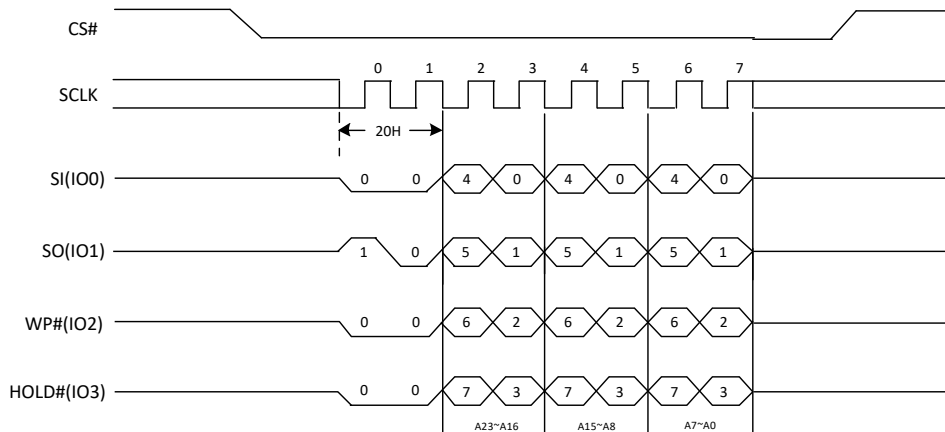 CS#
0 1 2 3 4 5 6 7
SCLK
20H
SI(IO0) 0 0 4 0 4 0 4 0
SO(IO1) 1 0 5 1 5 1 5 1
WP#(IO2) 0 0 6 2 6 2 6 2
HOLD#(IO3) 0 0 7 3 7 3 7 3
A23~A16 A15~A8 A7~A0